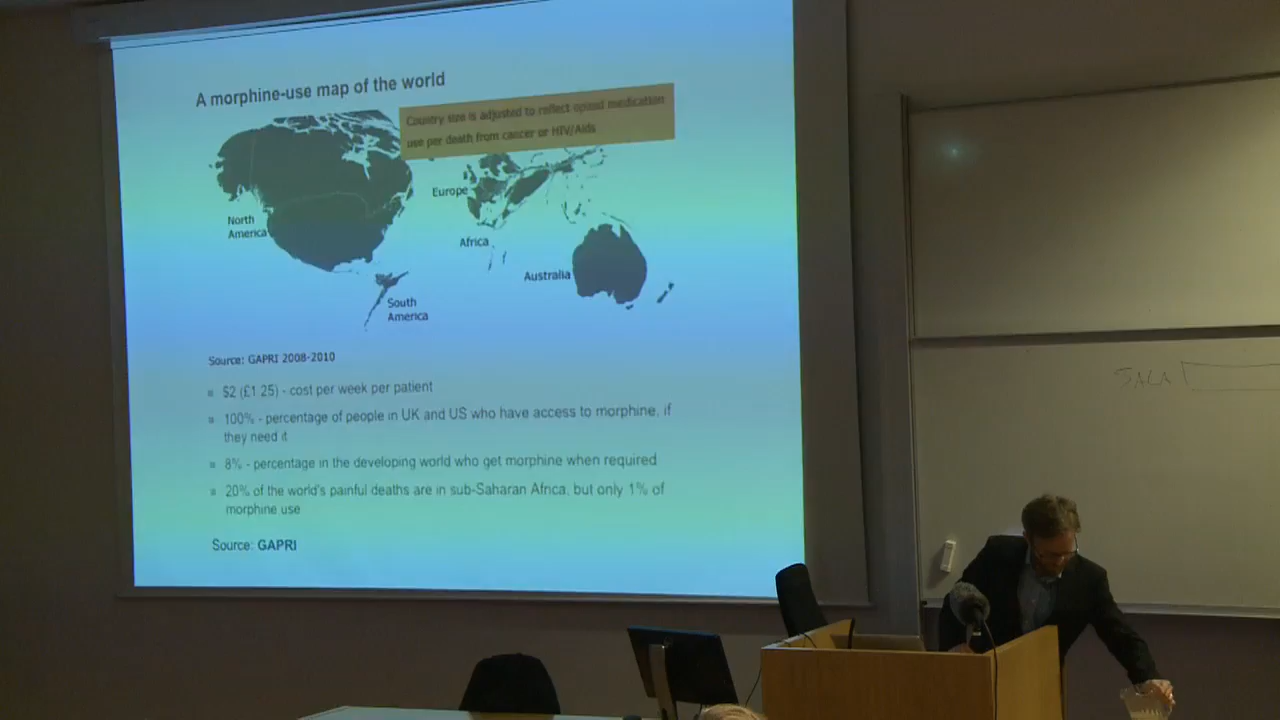 A morphine-use map of the world
Country size is adjusted to reflect opioid medication
use per death from cancer or HIV/Aids
Europe
North
America
Africa
Australia
South
America
Source: GAPRI 2008-2010
$2 (£1 25) - cost per week per patient
100% - percentage of people in UK and US who have access to morphine, if
they need it
8% - percentage in the developing world who get morphine when required
20% of the world's painful deaths are in sub-Saharan Africa, but only 1% of
morphine use
Source: GAPRI